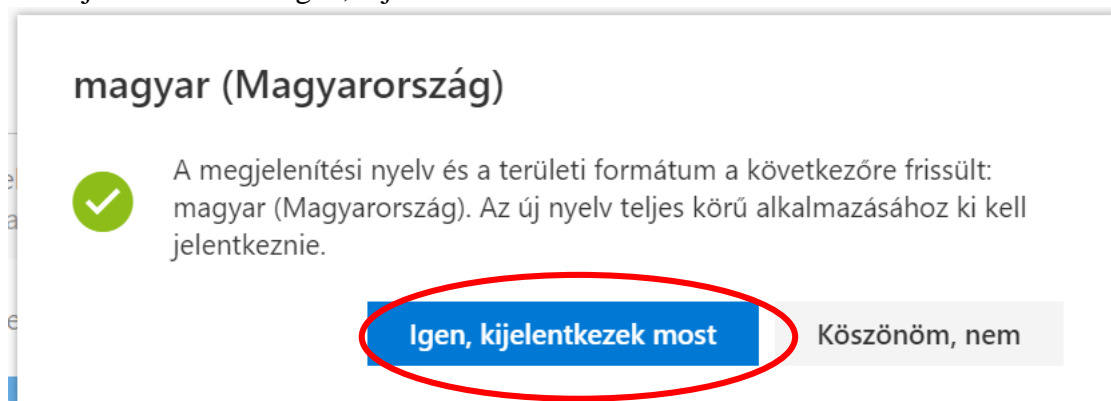 magyar (Magyarország)
A megjelenítési nyelv és a területi formátum a következőre frissült:
magyar (Magyarország). Az új nyelv teljes körű alkalmazásához ki kell
jelentkeznie.
Igen, kijelentkezek most
Köszönöm, nem